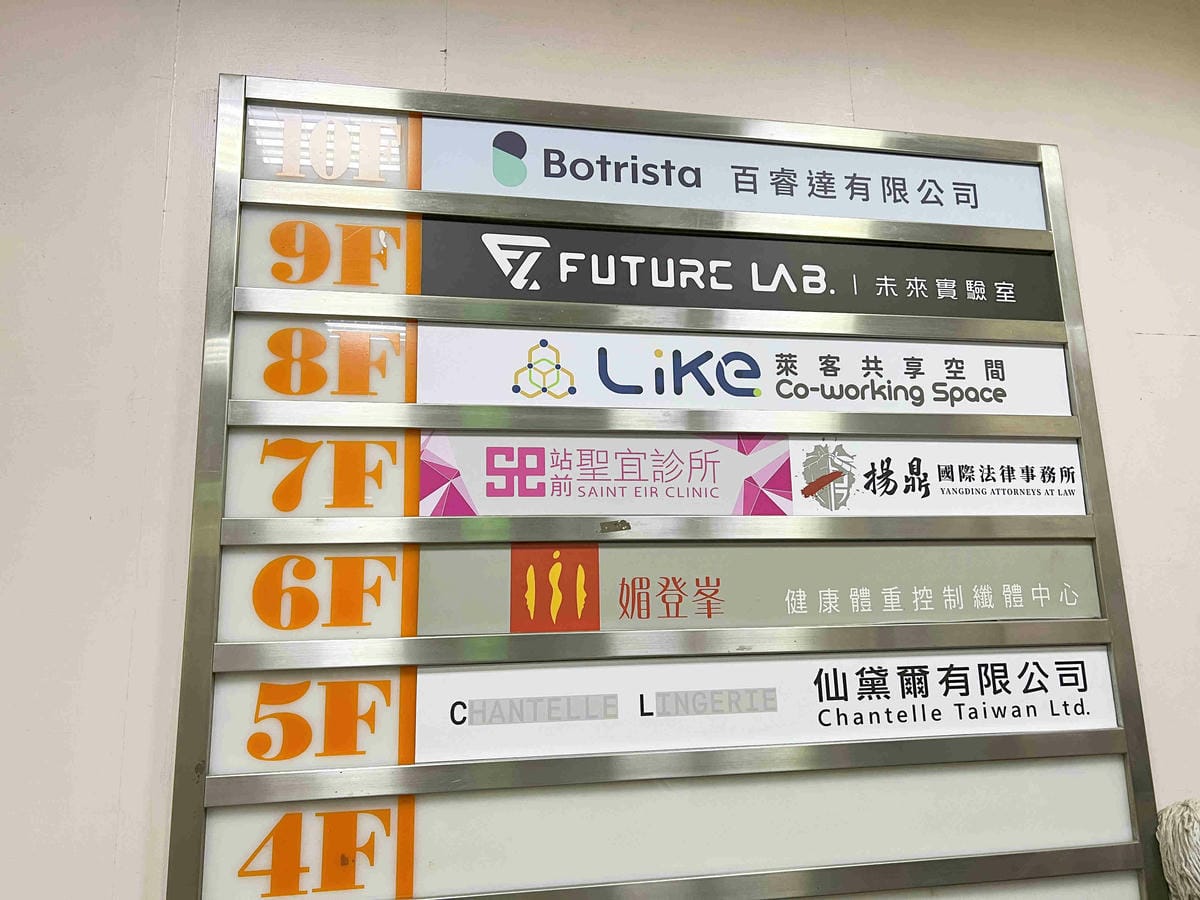 10F Botrista 百睿達有限公司
9F FUTURE LAB. | 未來實驗室
8F LiKe 萊客共享空間
Co-working Space
7F se 站前 聖宜診所
SAINT EIR CLINIC
揚鼎 國際法律事務所
YANGDING ATTORNEYS AT LAW
6F 媚登峯 健康體重控制纖體中心
5F CHANTELLE LINGERIE 仙黛爾有限公司
Chantelle Taiwan Ltd.
4F